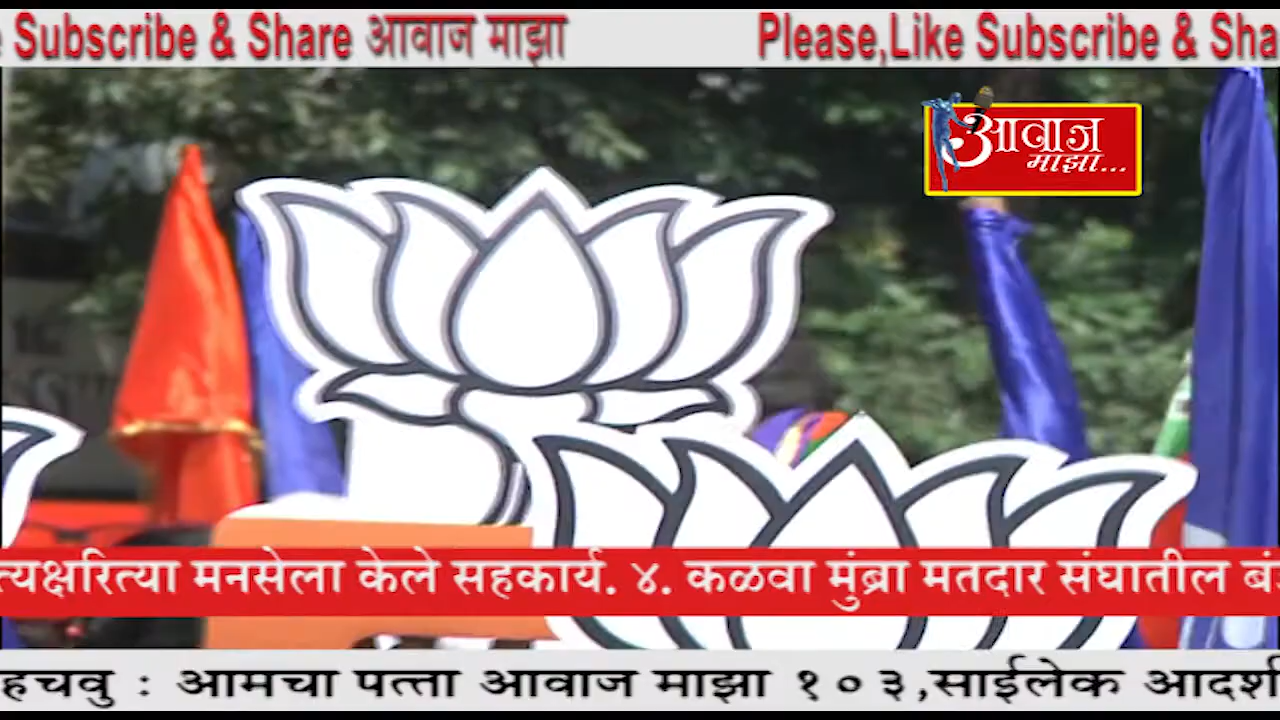 Subscribe & Share आवाज माझा Please,Like Subscribe & Sha
आवाज
माझा...
त्यक्षरित्या मनसेला केले सहकार्य. ४. कळवा मुंब्रा मतदार संघातील बं
हचवु : आमचा पत्ता आवाज माझा १०३,साईलेक आदर्श